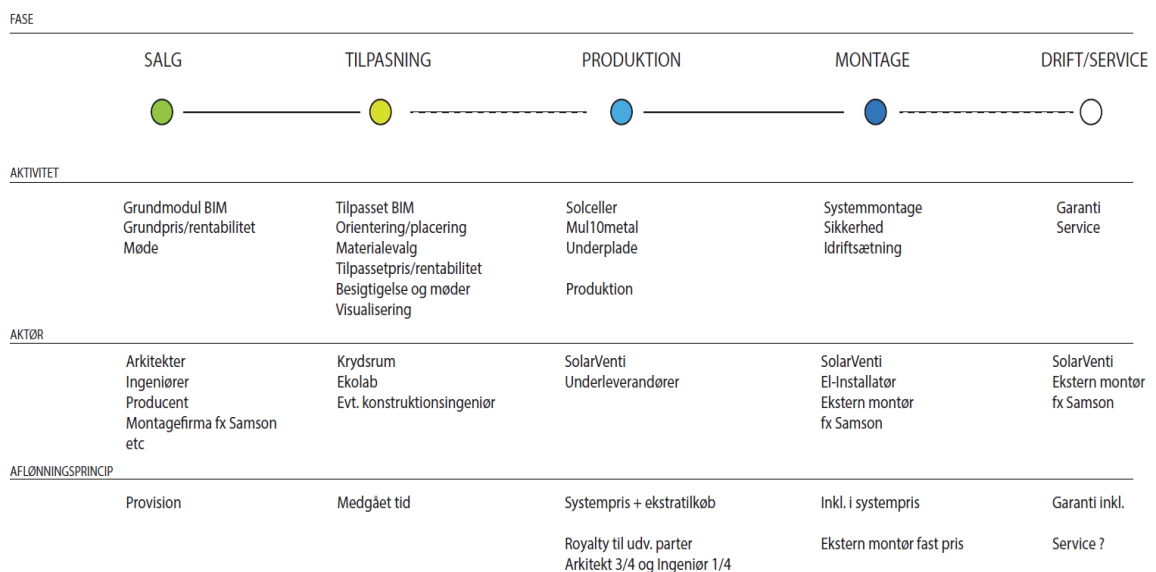 FASE
SALG
TILPASNING
PRODUKTION
MONTAGE
DRIFT/SERVICE
AKTIVITET
Grundmodul BIM
Grundpris/rentabilitet
Møde
Tilpasset BIM
Orientering/placering
Materialevalg
Tilpassetpris/rentabilitet
Besigtigelse og møder
Visualisering
Solceller
Mul10metal
Underplade
Produktion
Systemmontage
Sikkerhed
Idriftsætning
Garanti
Service
AKTØR
Arkitekter
Ingeniører
Producent
Montagefirma fx Samson
etc
Krydsrum
Ekolab
Evt. konstruktionsingeniør
SolarVenti
Underleverandører
SolarVenti
El-Installatør
Ekstern montør
fx Samson
SolarVenti
Ekstern montør
fx Samson
AFLØNNINGSPRINCIP
Provision
Medgået tid
Systempris + ekstratilkøb
Royalty til udv. parter
Arkitekt 3/4 og Ingeniør 1/4
Inkl. i systempris
Ekstern montør fast pris
Garanti inkl.
Service ?